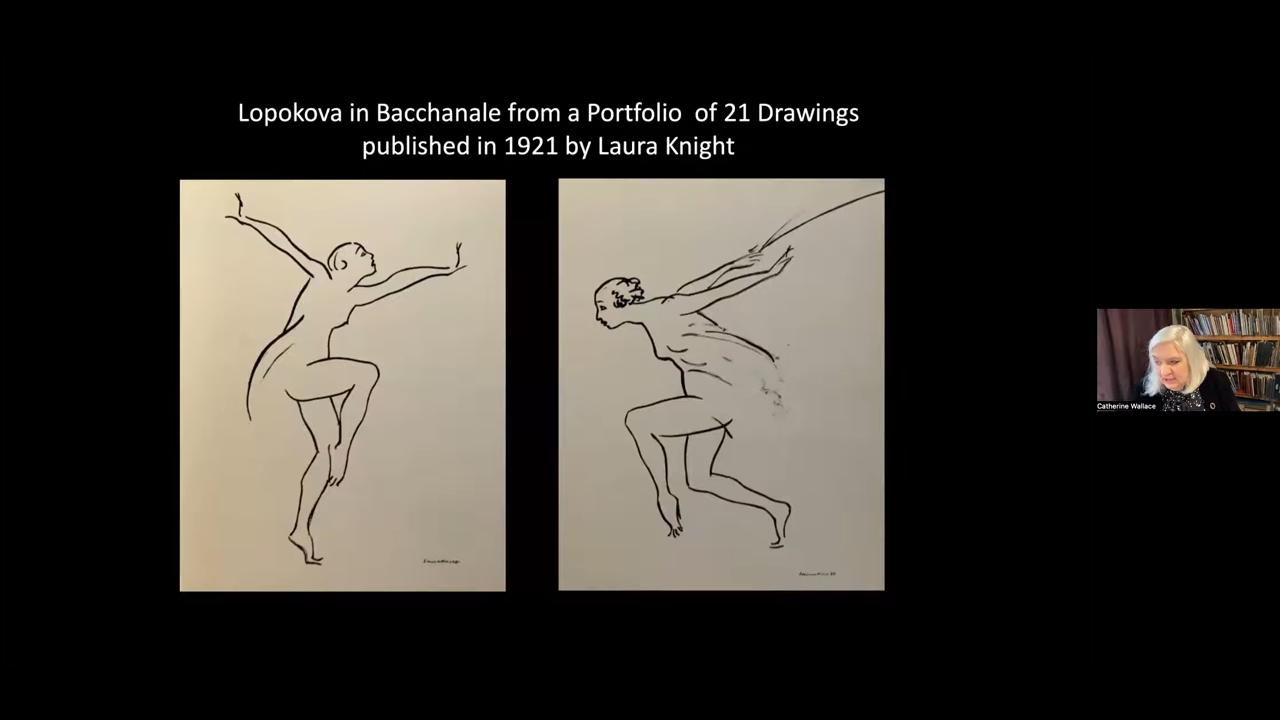 Lopokova in Bacchanale from a Portfolio of 21 Drawings
published in 1921 by Laura Knight
Catherine Wallace